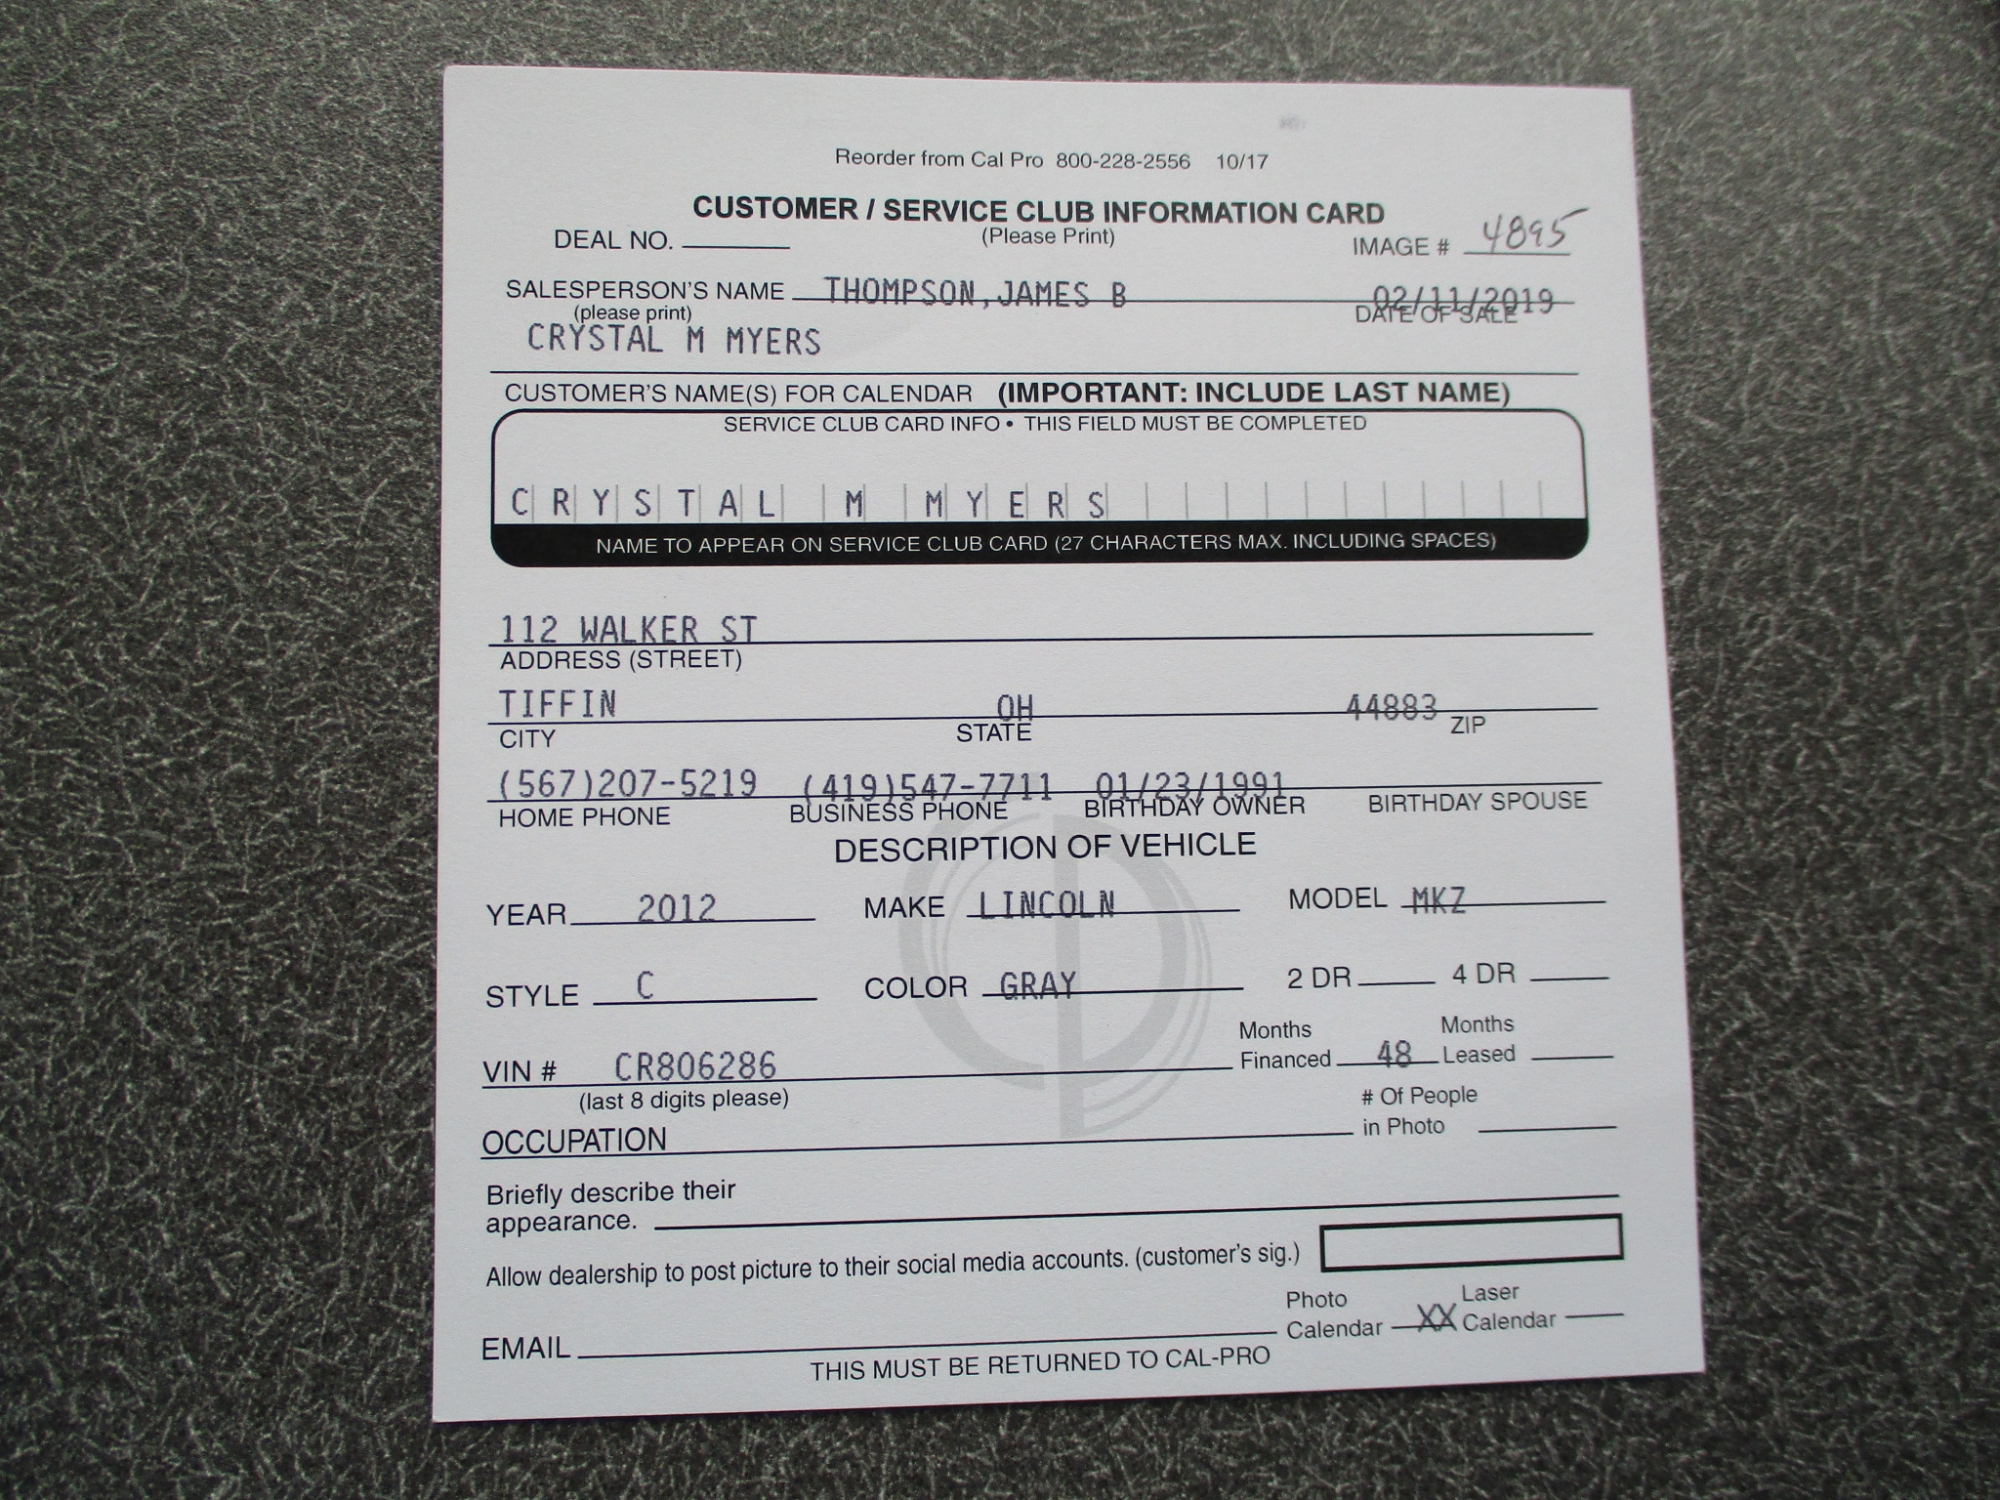 Reorder from Cal Pro 800-228-2556 10/17
CUSTOMER / SERVICE CLUB INFORMATION CARD
DEAL NO. (Please Print) IMAGE # 4895
SALESPERSON'S NAME THOMPSON,JAMES B 02/11/2019
(please print) DATE OF SALE
CRYSTAL M MYERS
CUSTOMER'S NAME(S) FOR CALENDAR (IMPORTANT: INCLUDE LAST NAME)
SERVICE CLUB CARD INFO • THIS FIELD MUST BE COMPLETED
CRYSTAL M MYERS
NAME TO APPEAR ON SERVICE CLUB CARD (27 CHARACTERS MAX. INCLUDING SPACES)
112 WALKER ST
ADDRESS (STREET)
TIFFIN OH 44883
CITY STATE ZIP
(567)207-5219 (419)547-7711 01/23/1991
HOME PHONE BUSINESS PHONE BIRTHDAY OWNER BIRTHDAY SPOUSE
DESCRIPTION OF VEHICLE
YEAR 2012 MAKE LINCOLN MODEL MKZ
STYLE C COLOR GRAY 2 DR 4 DR
Months Months
VIN # CR806286 Financed 48 Leased
(last 8 digits please) # Of People
OCCUPATION in Photo
Briefly describe their
appearance.
Allow dealership to post picture to their social media accounts. (customer's sig.)
Photo Laser
EMAIL Calendar XX Calendar
THIS MUST BE RETURNED TO CAL-PRO